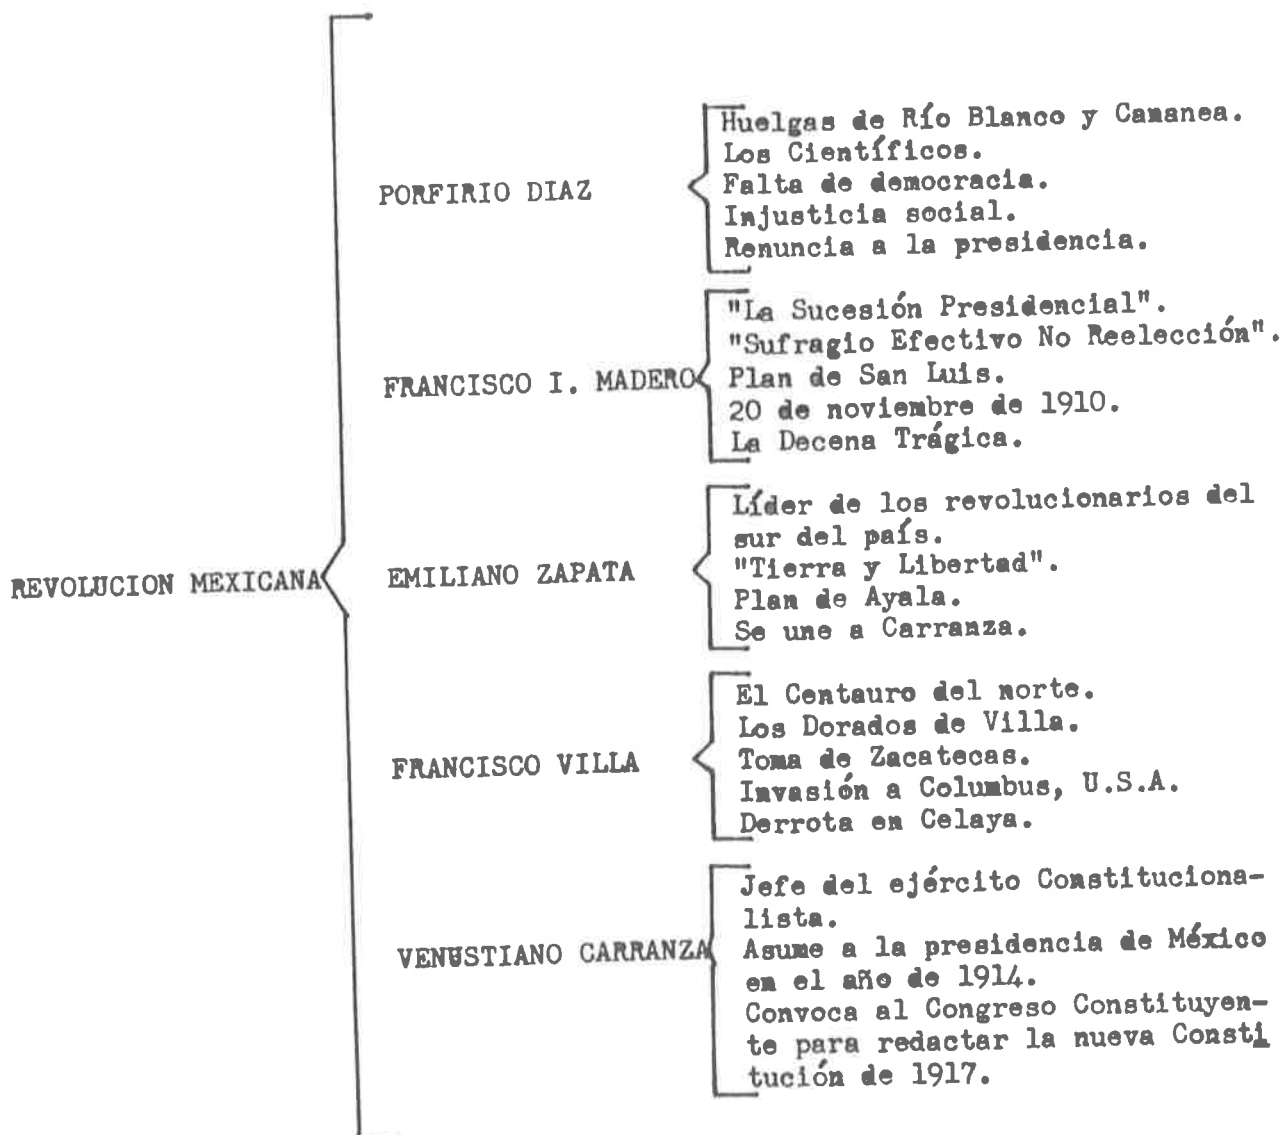 REVOLUCION MEXICANA
PORFIRIO DIAZ
Huelgas de Río Blanco y Cananea.
Los Científicos.
Falta de democracia.
Injusticia social.
Renuncia a la presidencia.
FRANCISCO I. MADERO
"La Sucesión Presidencial".
"Sufragio Efectivo No Reelección".
Plan de San Luis.
20 de noviembre de 1910.
La Decena Trágica.
EMILIANO ZAPATA
Líder de los revolucionarios del
sur del país.
"Tierra y Libertad".
Plan de Ayala.
Se une a Carranza.
FRANCISCO VILLA
El Centauro del norte.
Los Dorados de Villa.
Toma de Zacatecas.
Invasión a Columbus, U.S.A.
Derrota en Celaya.
VENUSTIANO CARRANZA
Jefe del ejército Constituciona-
lista.
Asume a la presidencia de México
en el año de 1914.
Convoca al Congreso Constituyen-
te para redactar la nueva Consti
tución de 1917.